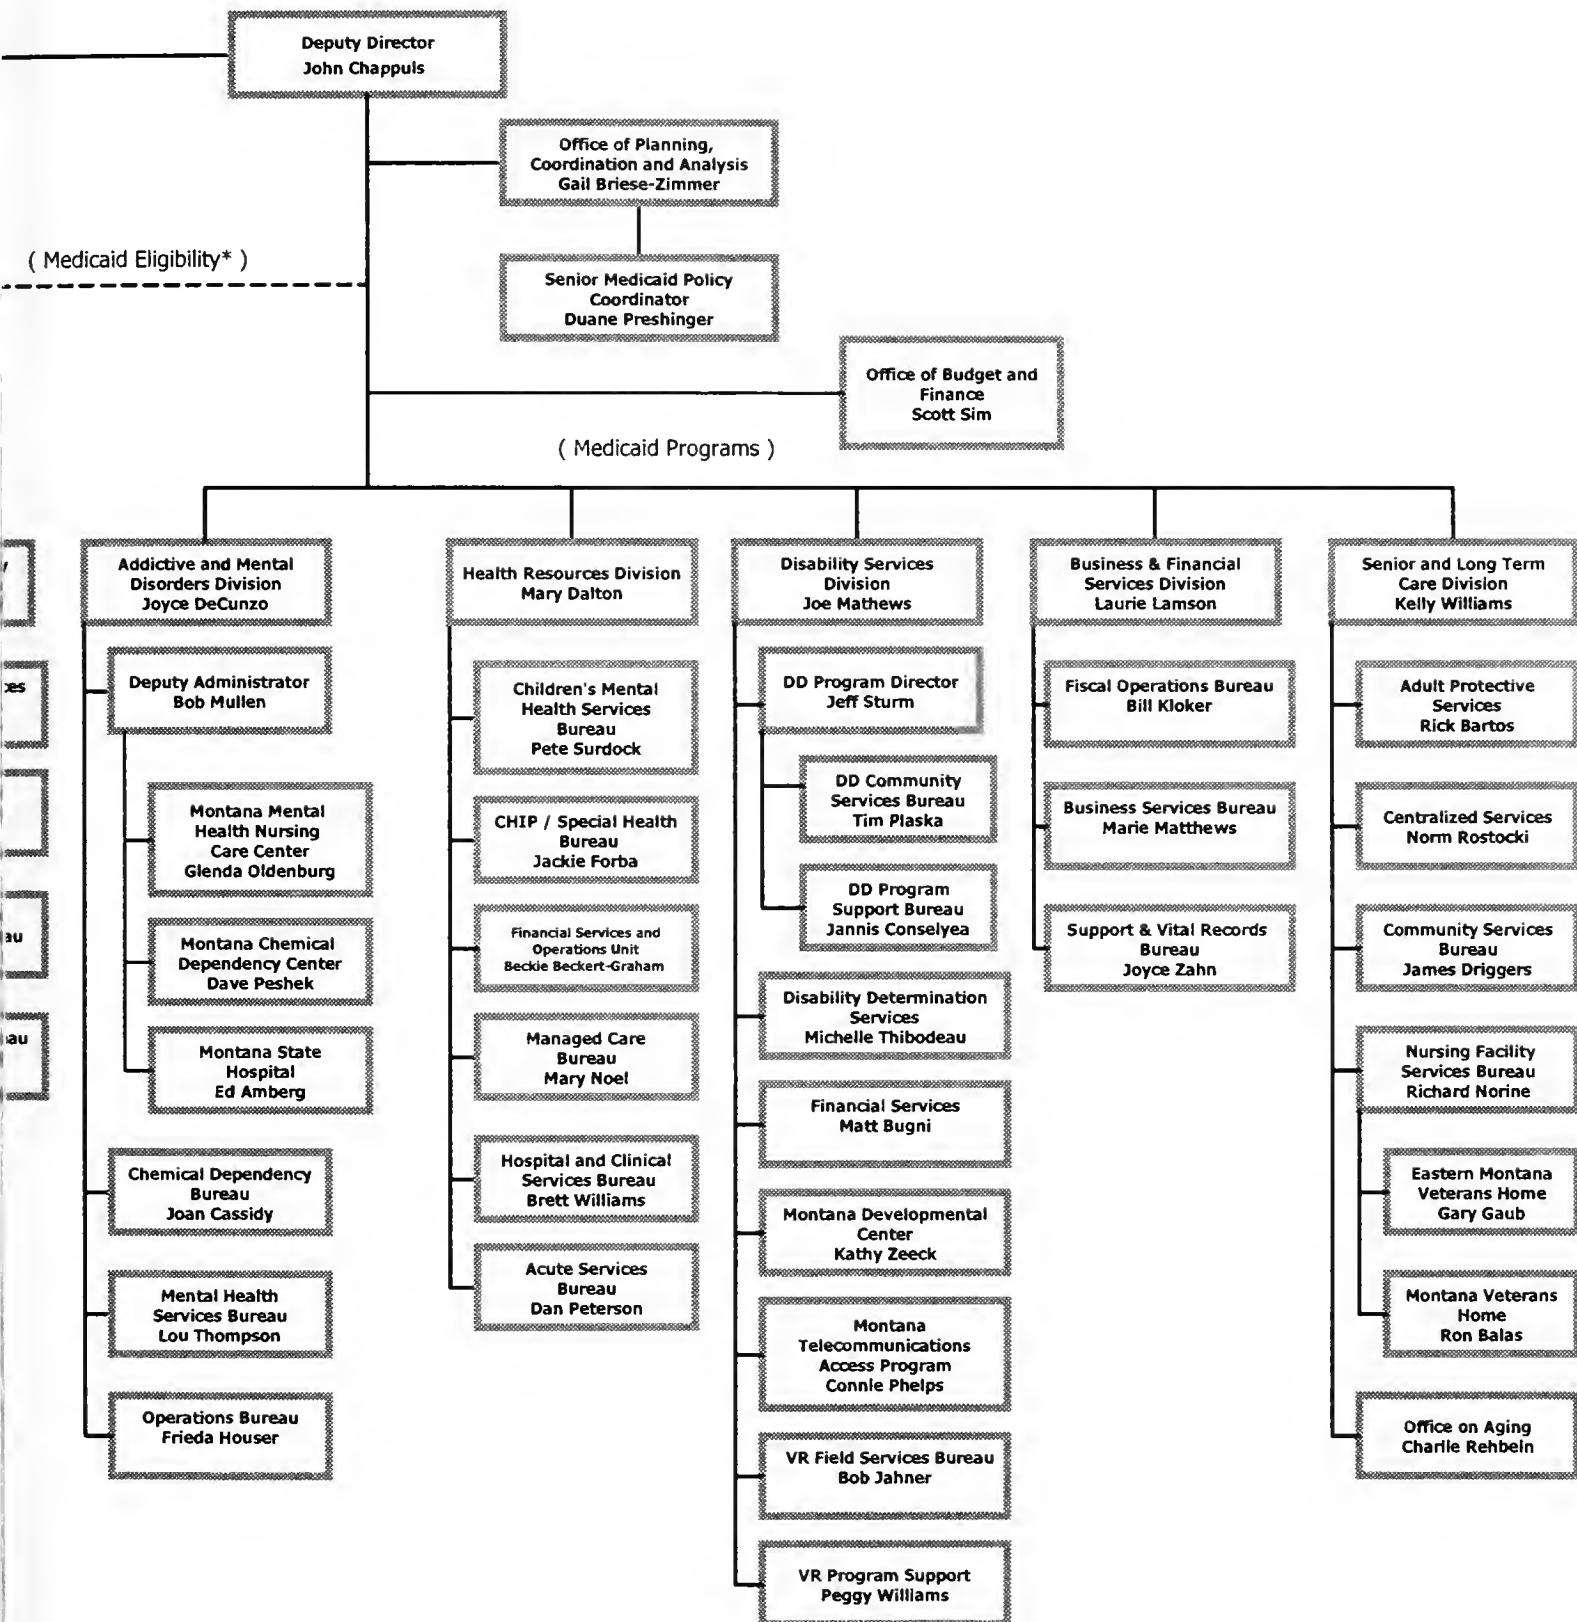 Deputy Director
John Chappuis
Office of Planning,
Coordination and Analysis
Gail Briese-Zimmer
( Medicaid Eligibility* )
Senior Medicaid Policy
Coordinator
Duane Preshinger
Office of Budget and
Finance
Scott Sim
( Medicaid Programs )
Addictive and Mental
Disorders Division
Joyce DeCunzo
Deputy Administrator
Bob Mullen
Montana Mental
Health Nursing
Care Center
Glenda Oldenburg
Montana Chemical
Dependency Center
Dave Peshek
Montana State
Hospital
Ed Amberg
Chemical Dependency
Bureau
Joan Cassidy
Mental Health
Services Bureau
Lou Thompson
Operations Bureau
Frieda Houser
Health Resources Division
Mary Dalton
Children's Mental
Health Services
Bureau
Pete Surdock
CHIP / Special Health
Bureau
Jackie Forba
Financial Services and
Operations Unit
Beckie Beckert-Graham
Managed Care
Bureau
Mary Noel
Hospital and Clinical
Services Bureau
Brett Williams
Acute Services
Bureau
Dan Peterson
Disability Services
Division
Joe Mathews
DD Program Director
Jeff Sturm
DD Community
Services Bureau
Tim Plaska
DD Program
Support Bureau
Jannis Conselyea
Disability Determination
Services
Michelle Thibodeau
Financial Services
Matt Bugni
Montana Developmental
Center
Kathy Zeeck
Montana
Telecommunications
Access Program
Connie Phelps
VR Field Services Bureau
Bob Jahner
VR Program Support
Peggy Williams
Business & Financial
Services Division
Laurie Lamson
Fiscal Operations Bureau
Bill Kloker
Business Services Bureau
Marie Matthews
Support & Vital Records
Bureau
Joyce Zahn
Senior and Long Term
Care Division
Kelly Williams
Adult Protective
Services
Rick Bartos
Centralized Services
Norm Rostocki
Community Services
Bureau
James Driggers
Nursing Facility
Services Bureau
Richard Norine
Eastern Montana
Veterans Home
Gary Gaub
Montana Veterans
Home
Ron Balas
Office on Aging
Charlie Rehbein